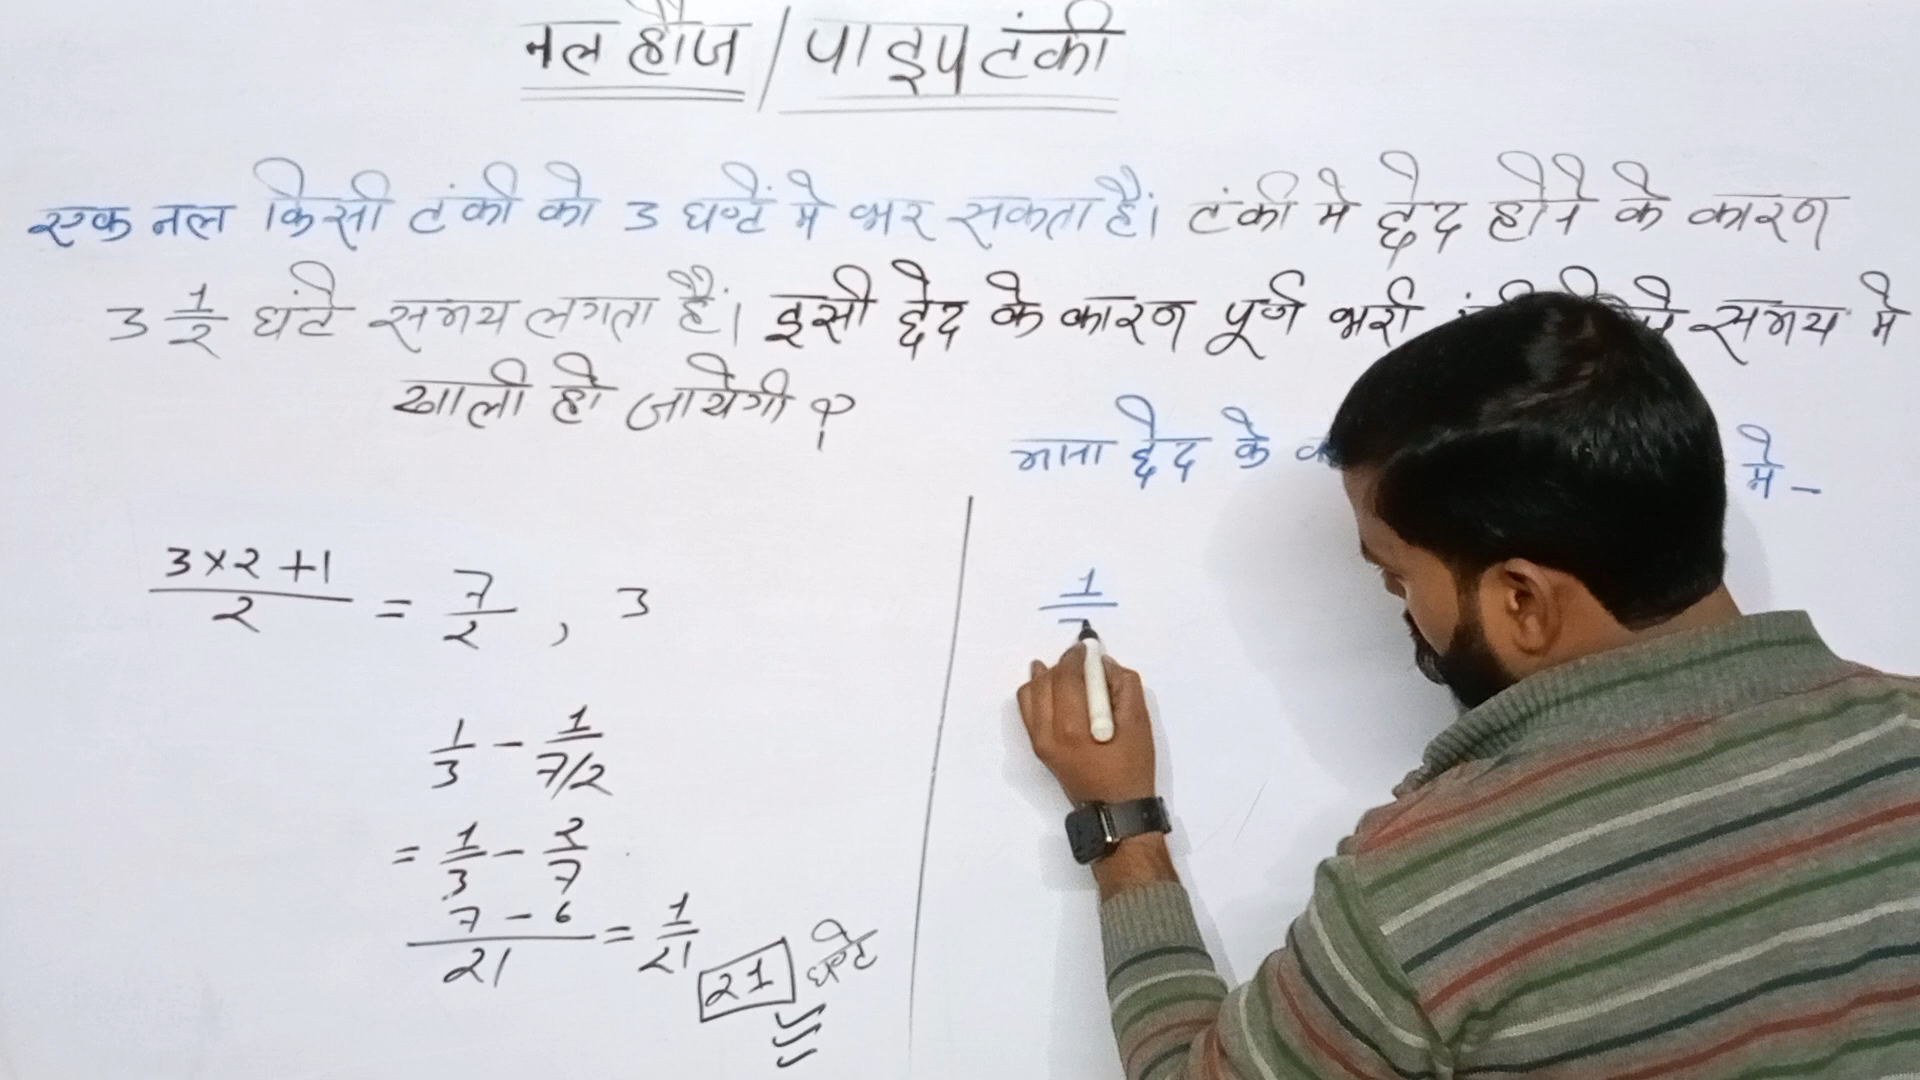 नल हौज / पाइप टंकी
एक नल किसी टंकी को 3 घण्टें मे भर सकता है। टंकी मे छेद होने के कारण
3 1/2 घंटे समय लगता है। इसी छेद के कारण पूर्ण भरी समय मे
खाली हो जायेगी ?
माना छेद के मे -
(3 × 2 + 1)/2 = 7/2 , 3
1/3 - 1/(7/2)
= 1/3 - 2/7
(7 - 6)/21 = 1/21
21 घण्टे
1